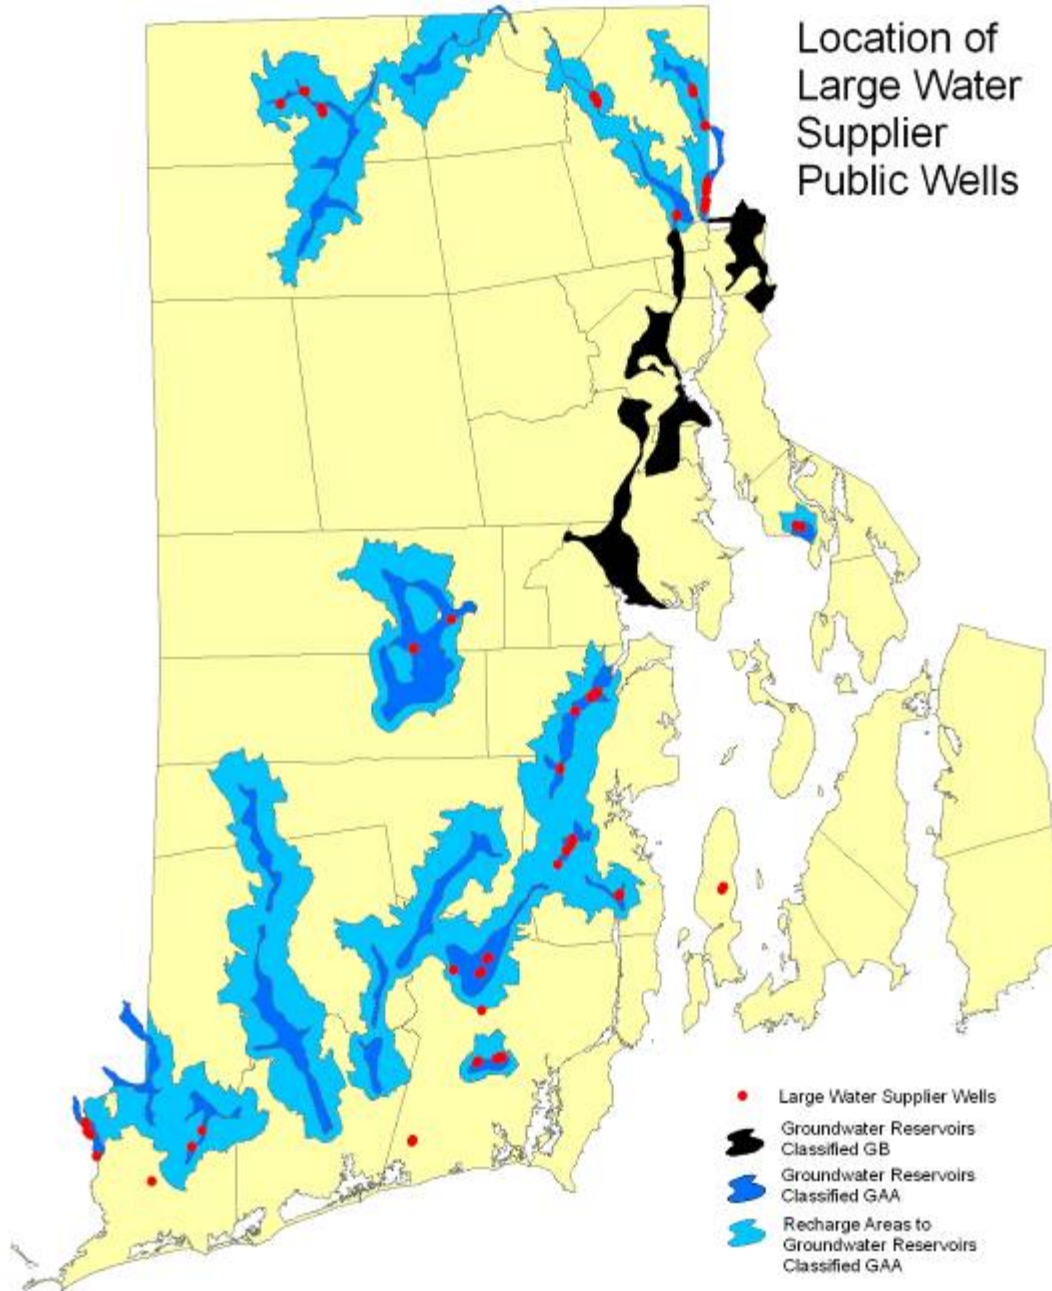 Location of
Large Water
Supplier
Public Wells
Large Water Supplier Wells
Groundwater Reservoirs
Classified GB
Groundwater Reservoirs
Classified GAA
Recharge Areas to
Groundwater Reservoirs
Classified GAA